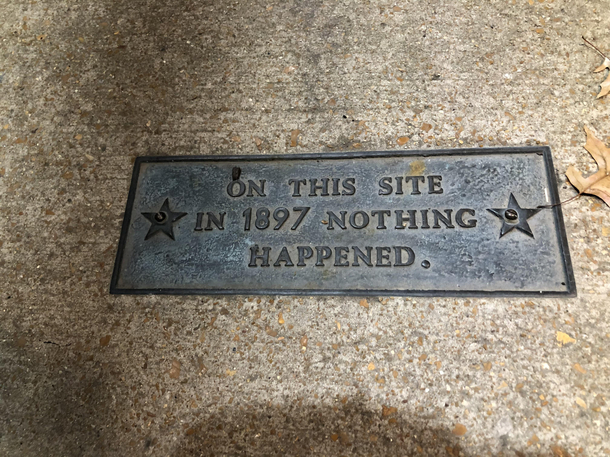 ON THIS SITE
IN 1897 NOTHING
HAPPENED.